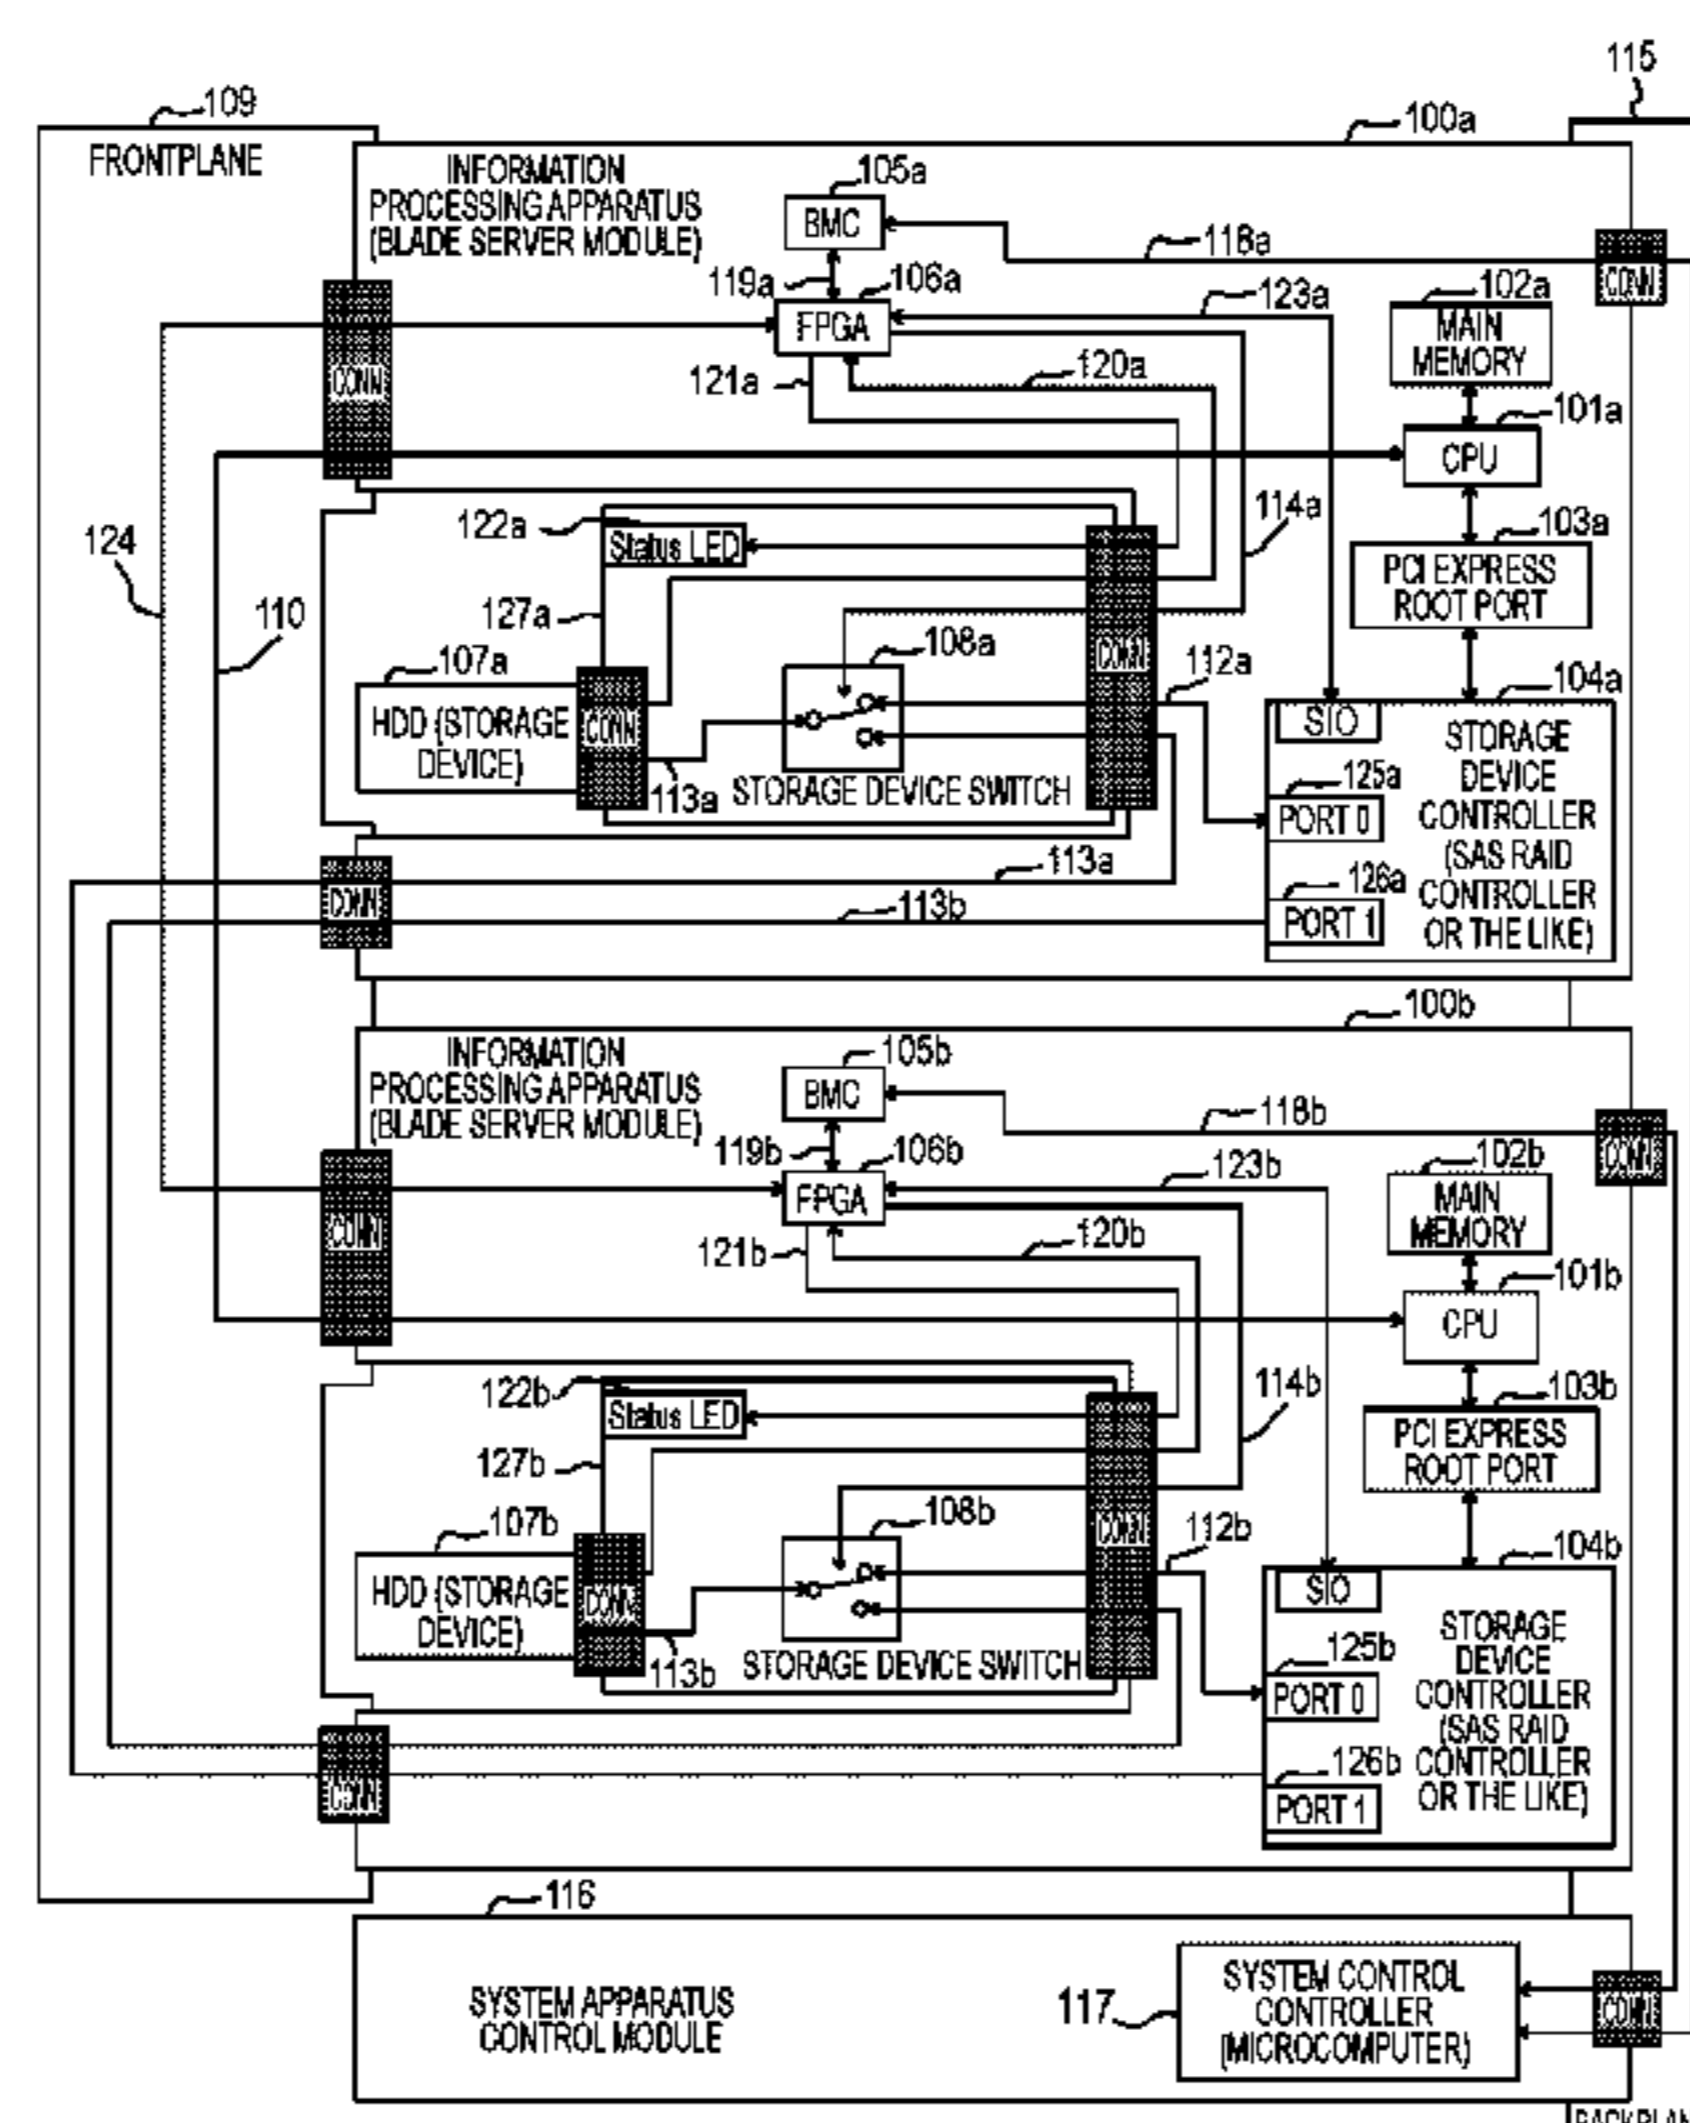 115
109
100a
FRONTPLANE
INFORMATION
PROCESSING APPARATUS
(BLADE SERVER MODULE)
105a
BMC
118a
CONN
119a
106a
FPGA
123a
102a
MAIN
MEMORY
CONN
121a
120a
101a
CPU
122a
Status LED
114a
103a
PCI EXPRESS
ROOT PORT
124
110
127a
107a
HDD (STORAGE
DEVICE)
CONN
108a
CONN
112a
104a
SIO
STORAGE
DEVICE
CONTROLLER
(SAS RAID
CONTROLLER
OR THE LIKE)
113a
STORAGE DEVICE SWITCH
125a
PORT 0
113a
CONN
113b
126a
PORT 1
100b
INFORMATION
PROCESSING APPARATUS
(BLADE SERVER MODULE)
105b
BMC
118b
CONN
119b
106b
FPGA
123b
102b
MAIN
MEMORY
CONN
121b
120b
101b
CPU
122b
Status LED
114b
103b
PCI EXPRESS
ROOT PORT
127b
107b
HDD (STORAGE
DEVICE)
CONN
108b
CONN
112b
104b
SIO
STORAGE
DEVICE
CONTROLLER
(SAS RAID
CONTROLLER
OR THE LIKE)
113b
STORAGE DEVICE SWITCH
125b
PORT 0
CONN
126b
PORT 1
116
SYSTEM APPARATUS
CONTROL MODULE
117
SYSTEM CONTROL
CONTROLLER
(MICROCOMPUTER)
CONN